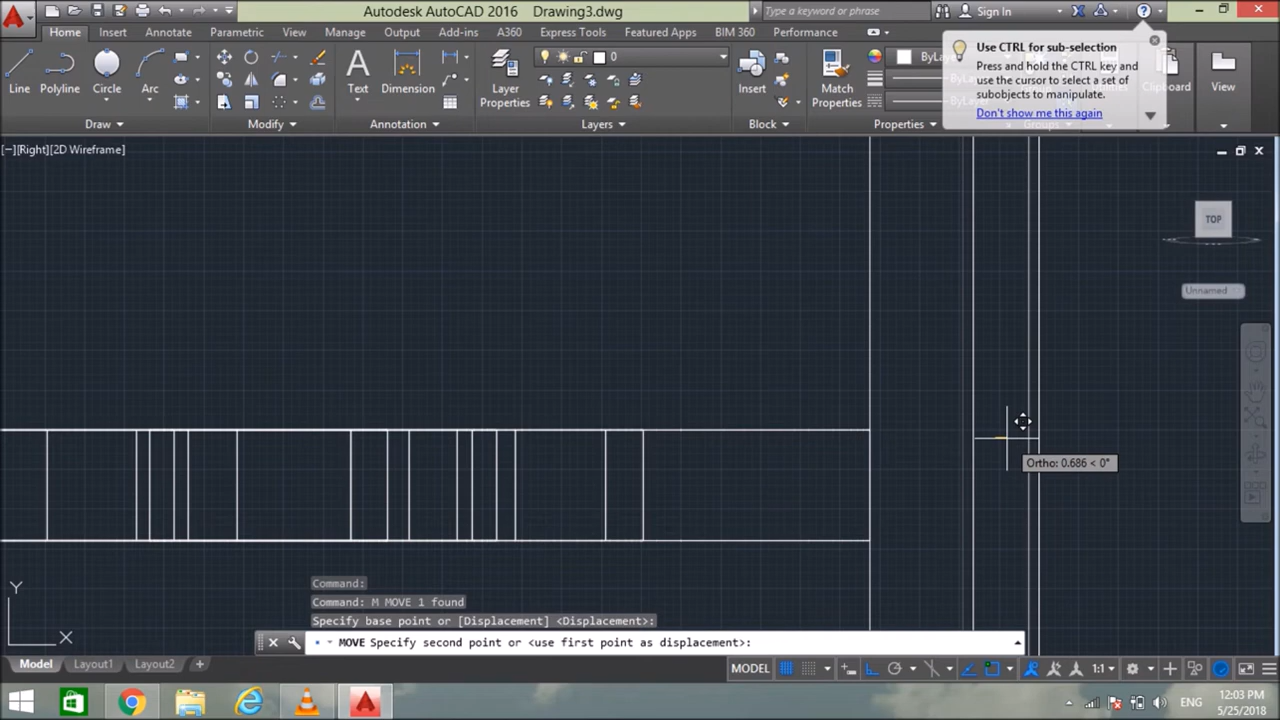 Autodesk AutoCAD 2016 Drawing3.dwg
Type a keyword or phrase
Sign In
Home Insert Annotate Parametric View Manage Output Add-ins A360 Express Tools Featured Apps BIM 360 Performance
Use CTRL for sub-selection
Press and hold the CTRL key and
use the cursor to select a set of
subobjects to manipulate.
Don't show me this again
Line Polyline Circle Arc
Text Dimension
Layer
Properties
0
Insert
Match
Properties
ByLayer
Clipboard
View
Draw Modify Annotation Layers Block Properties Groups
[−][Right][2D Wireframe]
TOP
Unnamed
Ortho: 0.686 < 0°
Y
X
Command:
Command: M MOVE 1 found
Specify base point or [Displacement] <Displacement>:
MOVE Specify second point or <use first point as displacement>:
Model Layout1 Layout2 +
MODEL
1:1
ENG
12:03 PM
5/25/2018